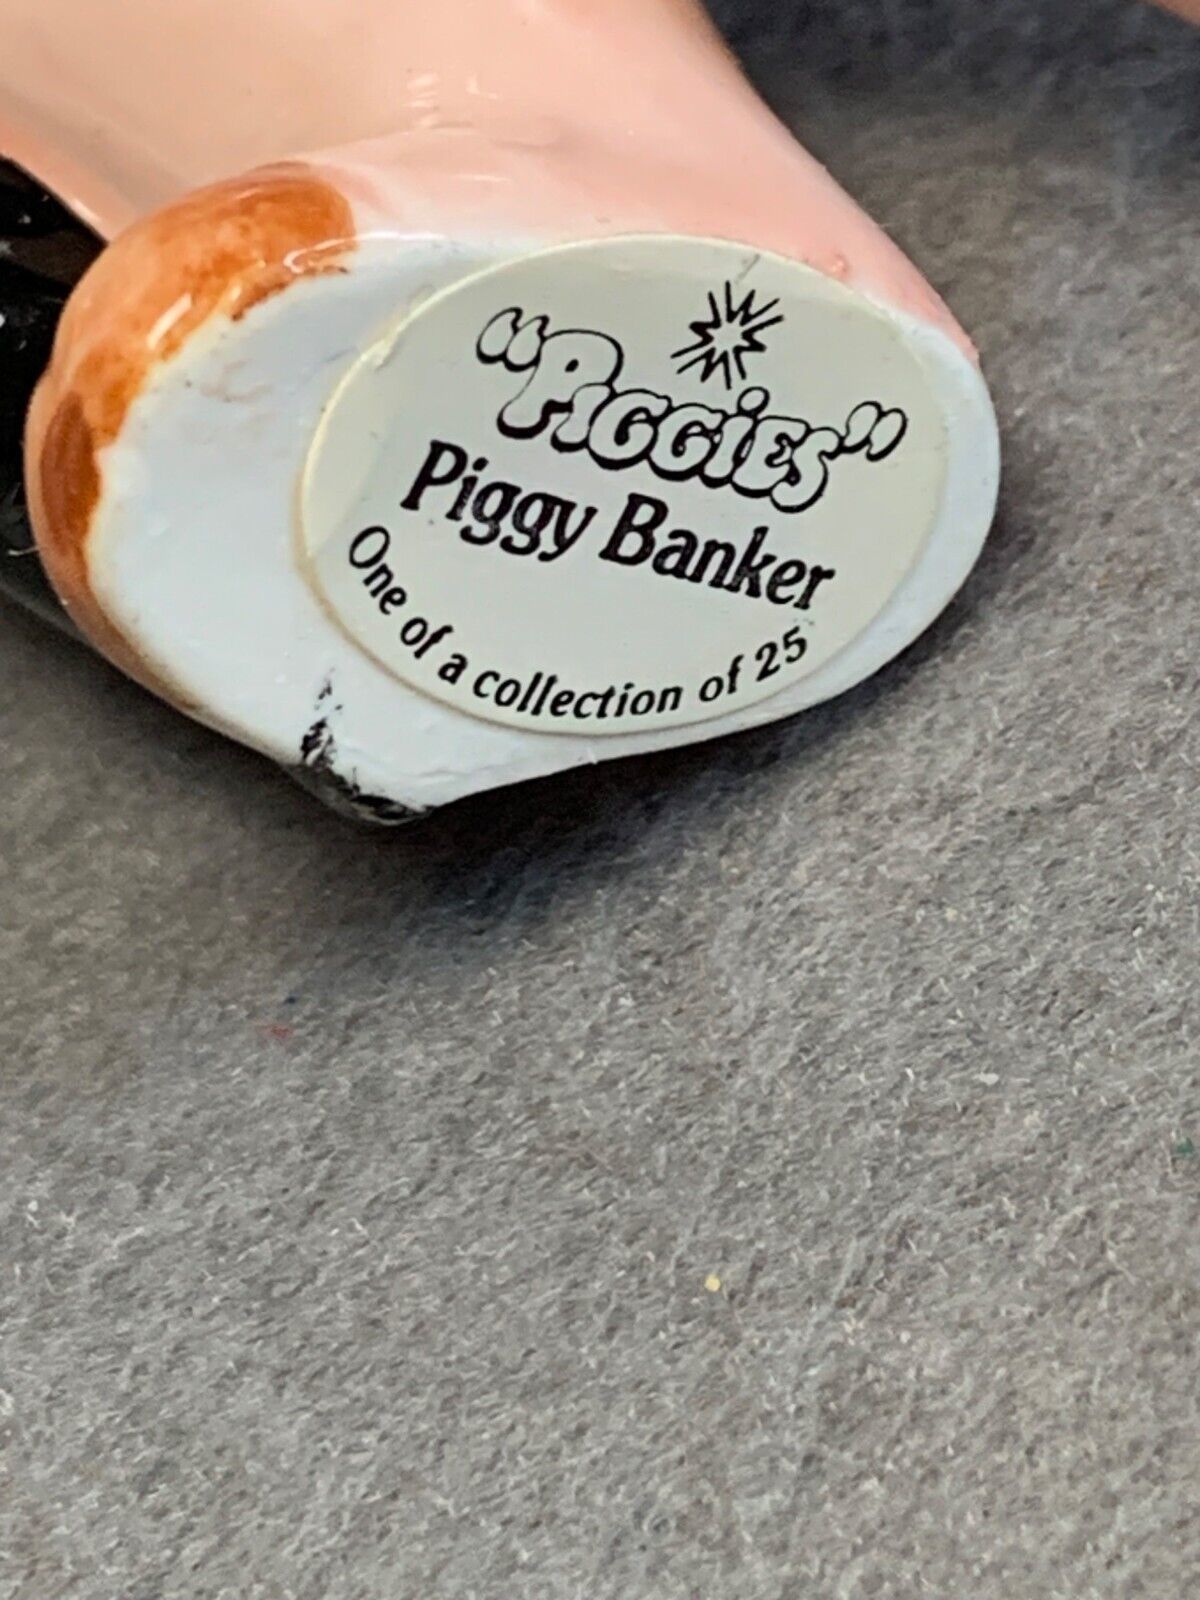 "PIGGiES"
Piggy Banker
One of a collection of 25